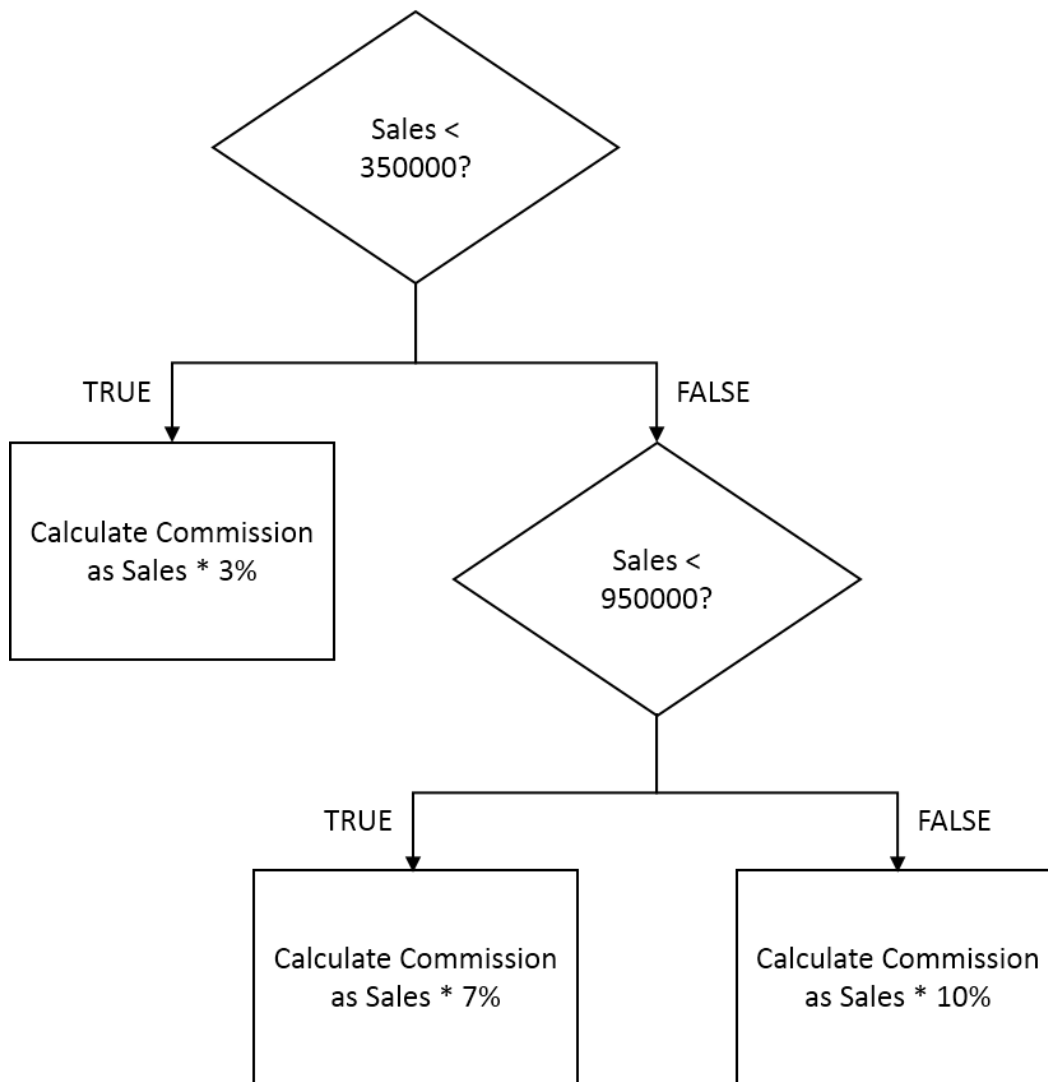 Sales <
350000?
TRUE
FALSE
Calculate Commission
as Sales * 3%
Sales <
950000?
TRUE
FALSE
Calculate Commission
as Sales * 7%
Calculate Commission
as Sales * 10%